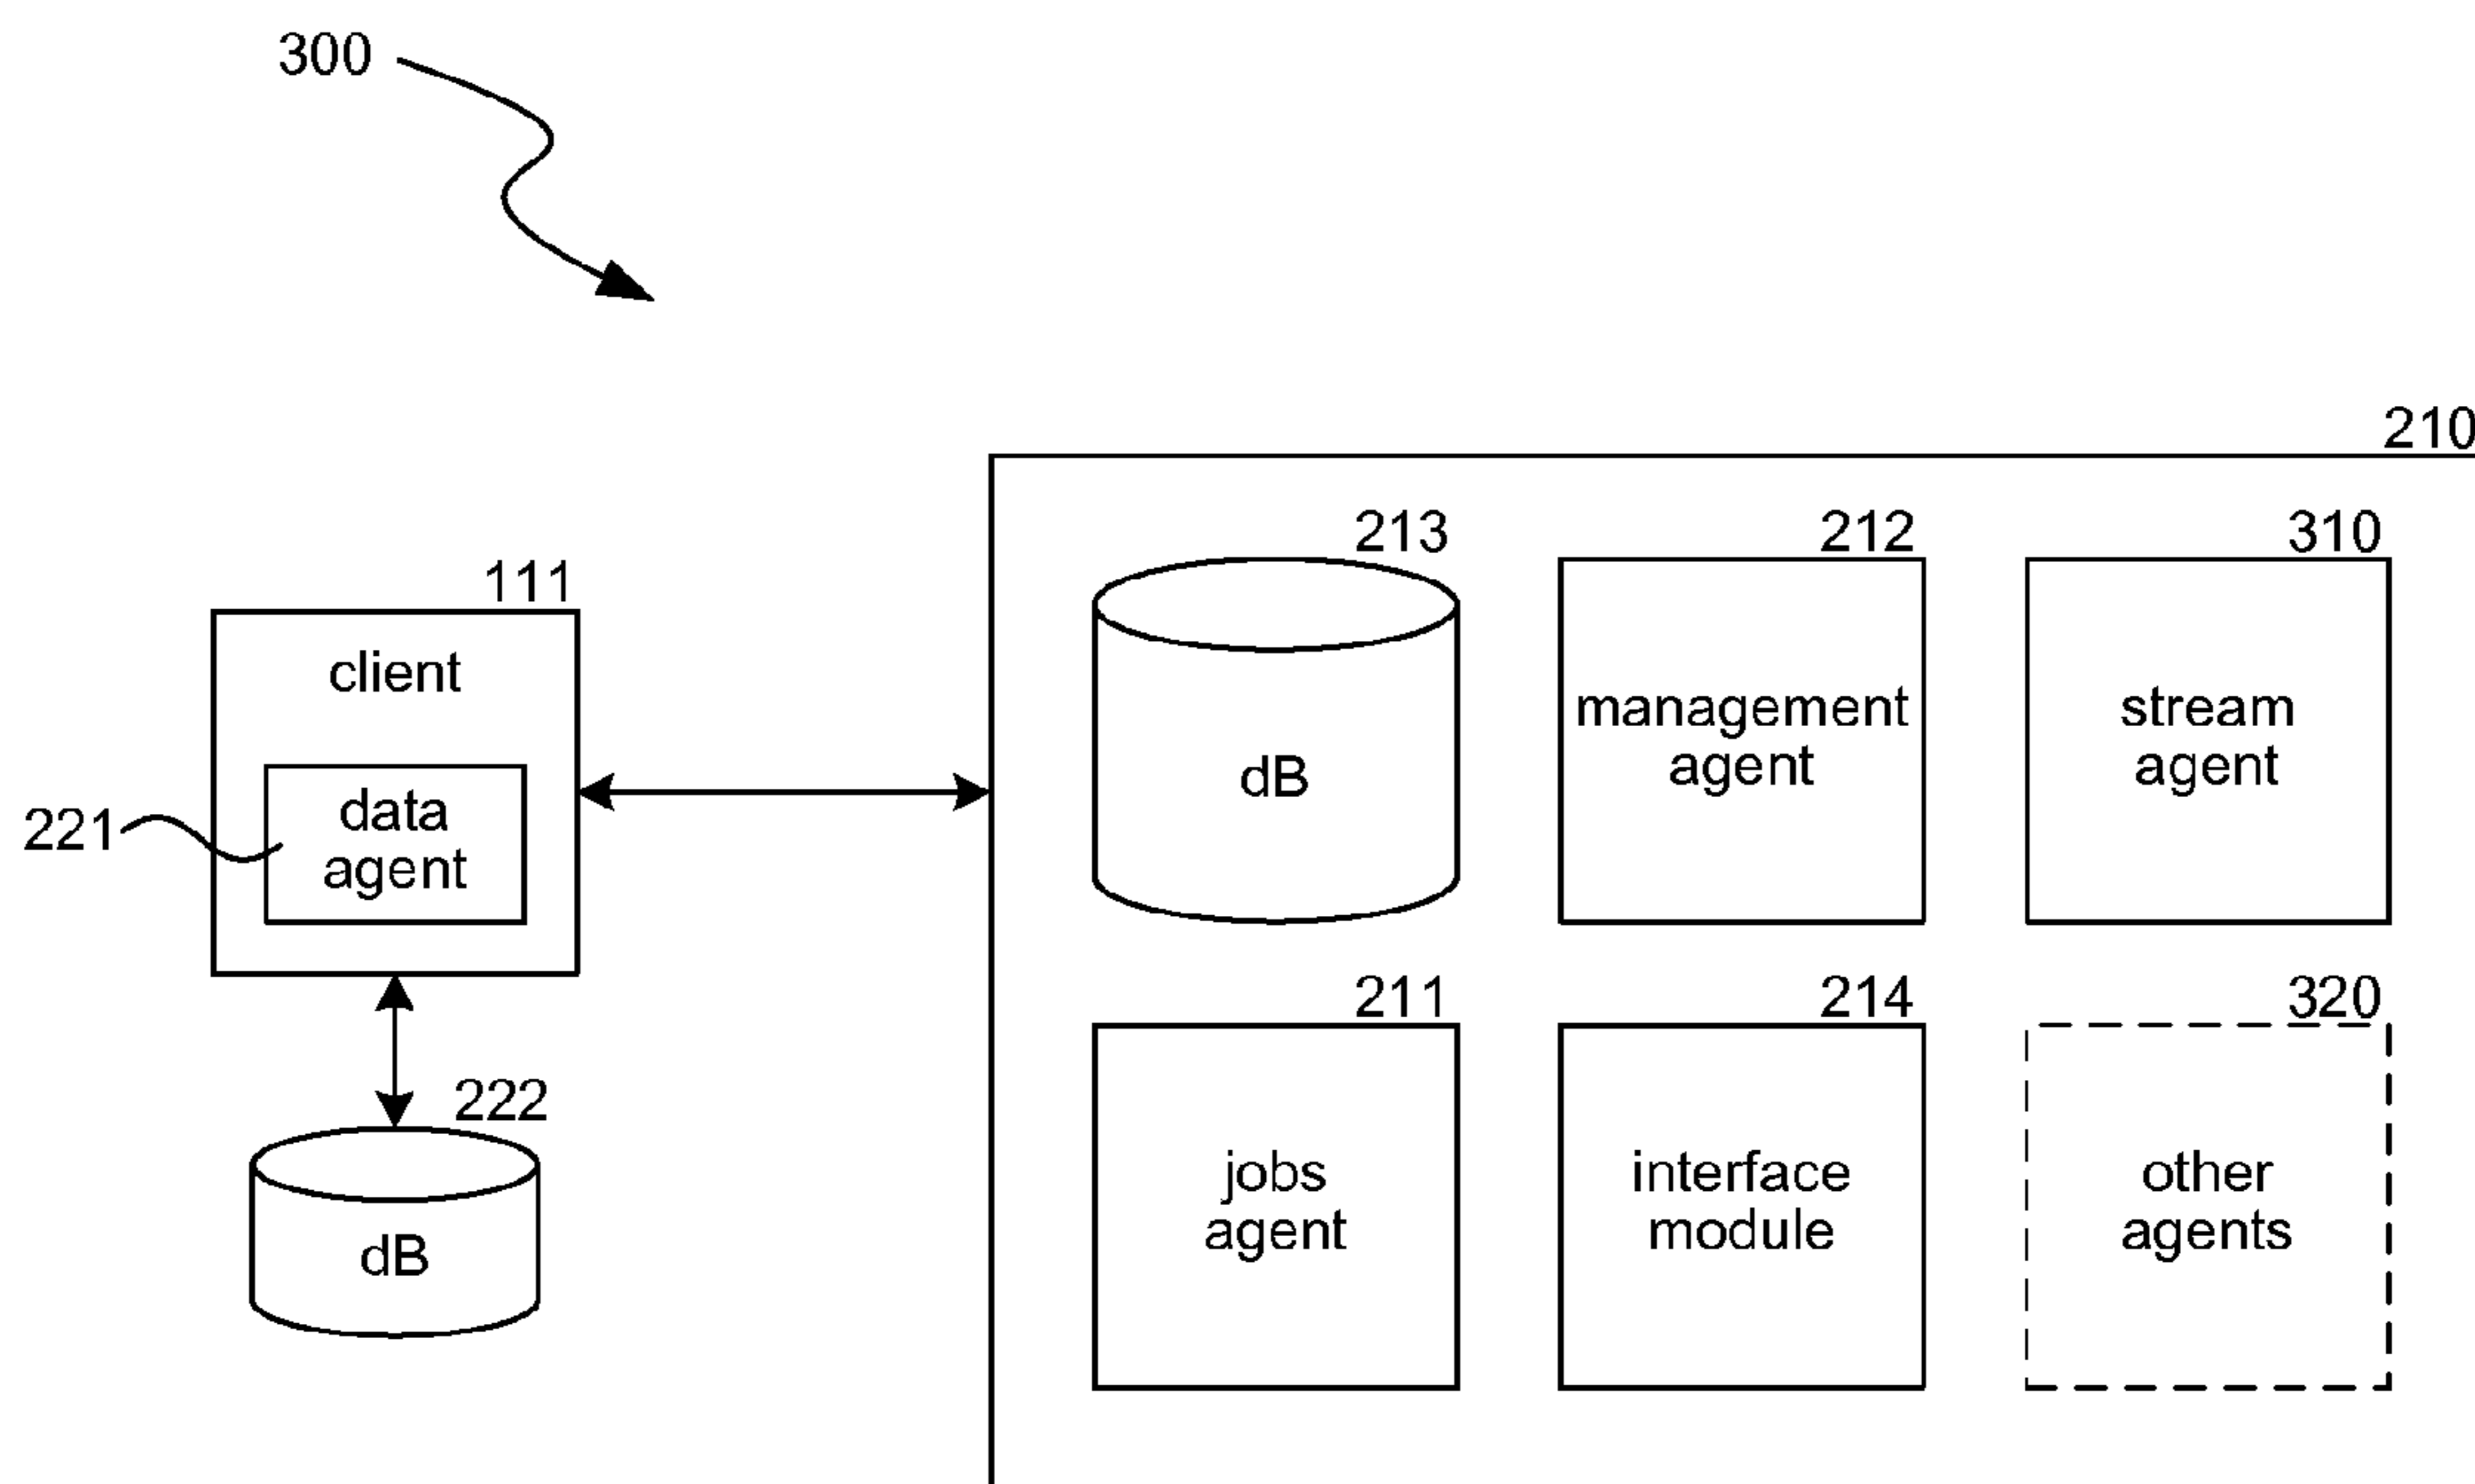 300
210
213
212
310
111
client
management
agent
stream
agent
dB
data
agent
221
211
214
320
222
jobs
agent
interface
module
other
agents
dB